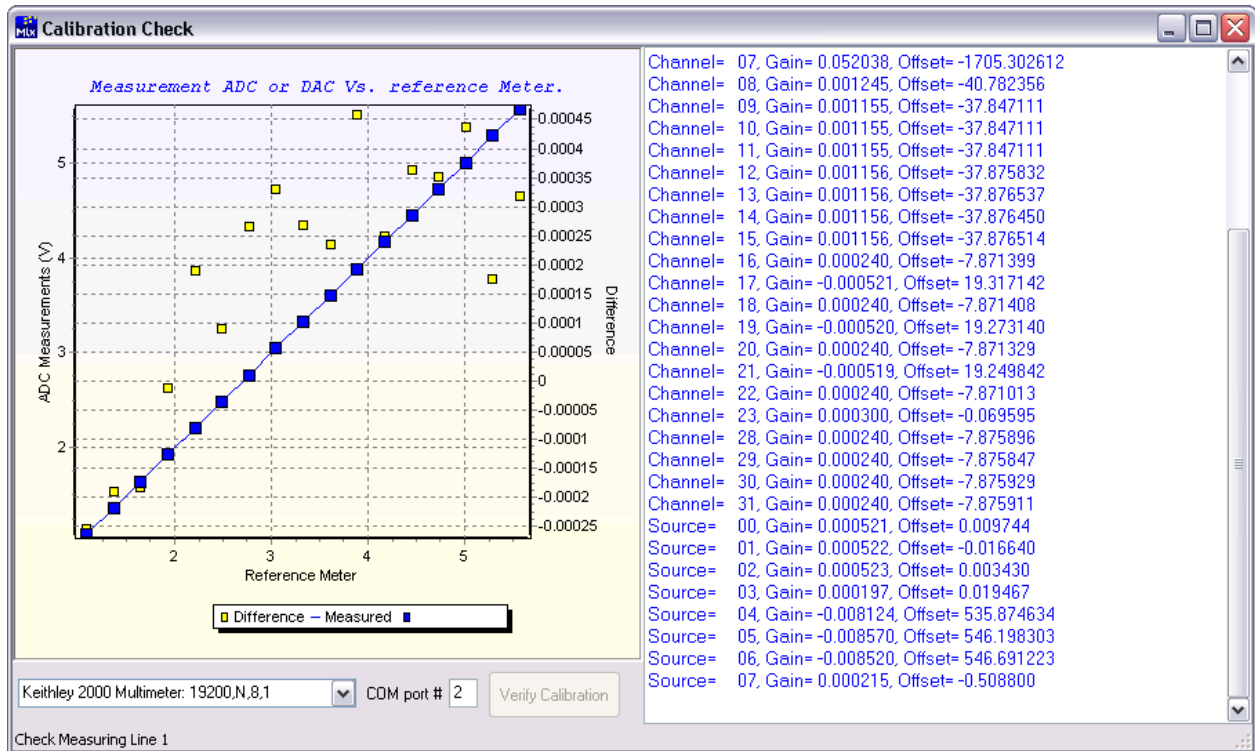 Mlx Calibration Check
Measurement ADC or DAC Vs. reference Meter.
ADC Measurements (V)
5
4
3
2
0.00045
0.0004
0.00035
0.0003
0.00025
0.0002
0.00015
0.0001
0.00005
0
-0.00005
-0.0001
-0.00015
-0.0002
-0.00025
Difference
2 3 4 5
Reference Meter
Difference Measured
Keithley 2000 Multimeter: 19200,N,8,1 COM port # 2 Verify Calibration
Check Measuring Line 1
Channel= 07, Gain= 0.052038, Offset= -1705.302612
Channel= 08, Gain= 0.001245, Offset= -40.782356
Channel= 09, Gain= 0.001155, Offset= -37.847111
Channel= 10, Gain= 0.001155, Offset= -37.847111
Channel= 11, Gain= 0.001155, Offset= -37.847111
Channel= 12, Gain= 0.001156, Offset= -37.875832
Channel= 13, Gain= 0.001156, Offset= -37.876537
Channel= 14, Gain= 0.001156, Offset= -37.876450
Channel= 15, Gain= 0.001156, Offset= -37.876514
Channel= 16, Gain= 0.000240, Offset= -7.871399
Channel= 17, Gain= -0.000521, Offset= 19.317142
Channel= 18, Gain= 0.000240, Offset= -7.871408
Channel= 19, Gain= -0.000520, Offset= 19.273140
Channel= 20, Gain= 0.000240, Offset= -7.871329
Channel= 21, Gain= -0.000519, Offset= 19.249842
Channel= 22, Gain= 0.000240, Offset= -7.871013
Channel= 23, Gain= 0.000300, Offset= -0.069595
Channel= 28, Gain= 0.000240, Offset= -7.875896
Channel= 29, Gain= 0.000240, Offset= -7.875847
Channel= 30, Gain= 0.000240, Offset= -7.875929
Channel= 31, Gain= 0.000240, Offset= -7.875911
Source= 00, Gain= 0.000521, Offset= 0.009744
Source= 01, Gain= 0.000522, Offset= -0.016640
Source= 02, Gain= 0.000523, Offset= 0.003430
Source= 03, Gain= 0.000197, Offset= 0.019467
Source= 04, Gain= -0.008124, Offset= 535.874634
Source= 05, Gain= -0.008570, Offset= 546.198303
Source= 06, Gain= -0.008520, Offset= 546.691223
Source= 07, Gain= 0.000215, Offset= -0.508800